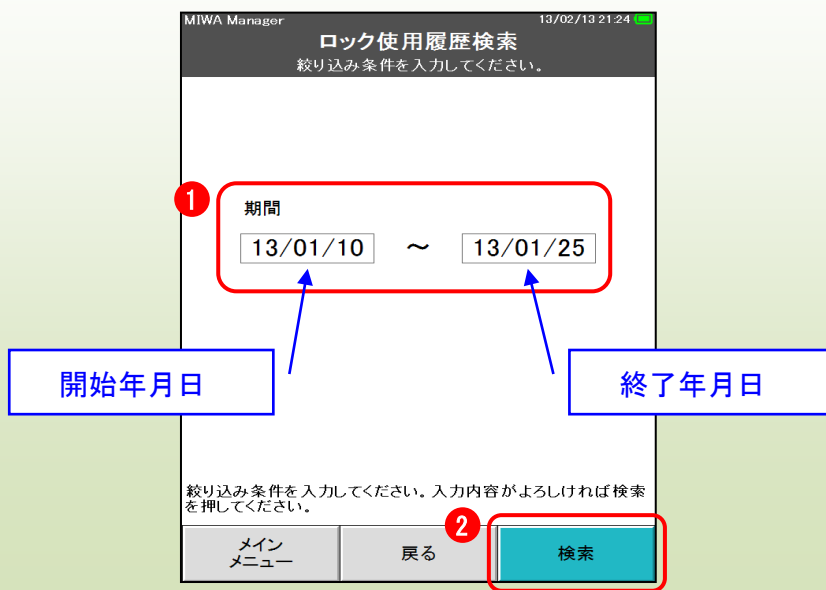 MIWA Manager 13/02/13 21:24
ロック使用履歴検索
絞り込み条件を入力してください。
1
期間
13/01/10 ～ 13/01/25
開始年月日
終了年月日
絞り込み条件を入力してください。入力内容がよろしければ検索
を押してください。
2
メイン
メニュー
戻る
検索